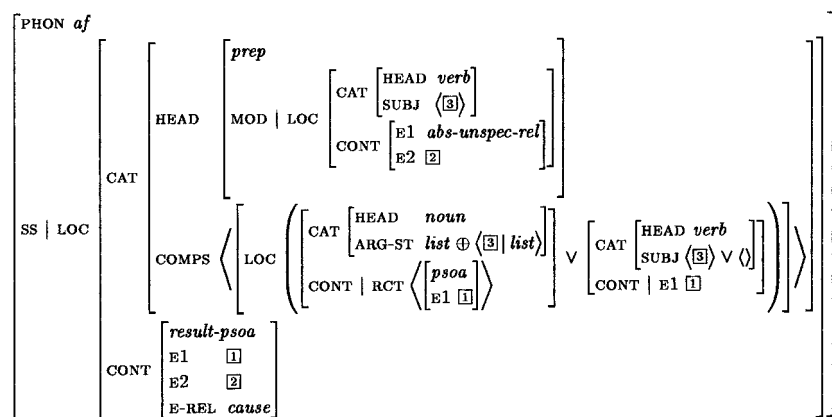 PHON af
prep
CAT [HEAD verb
SUBJ ⟨[3]⟩]
HEAD MOD | LOC
CONT [E1 abs-unspec-rel
E2 [2]]
CAT
SS | LOC
CAT [HEAD noun
ARG-ST list ⊕ ⟨[3] | list⟩]
COMPS ⟨[LOC ( ∨ )]⟩
CONT | RCT ⟨[psoa
E1 [1]]⟩
CAT [HEAD verb
SUBJ ⟨[3]⟩ ∨ ⟨⟩]
CONT | E1 [1]
result-psoa
E1 [1]
CONT
E2 [2]
E-REL cause